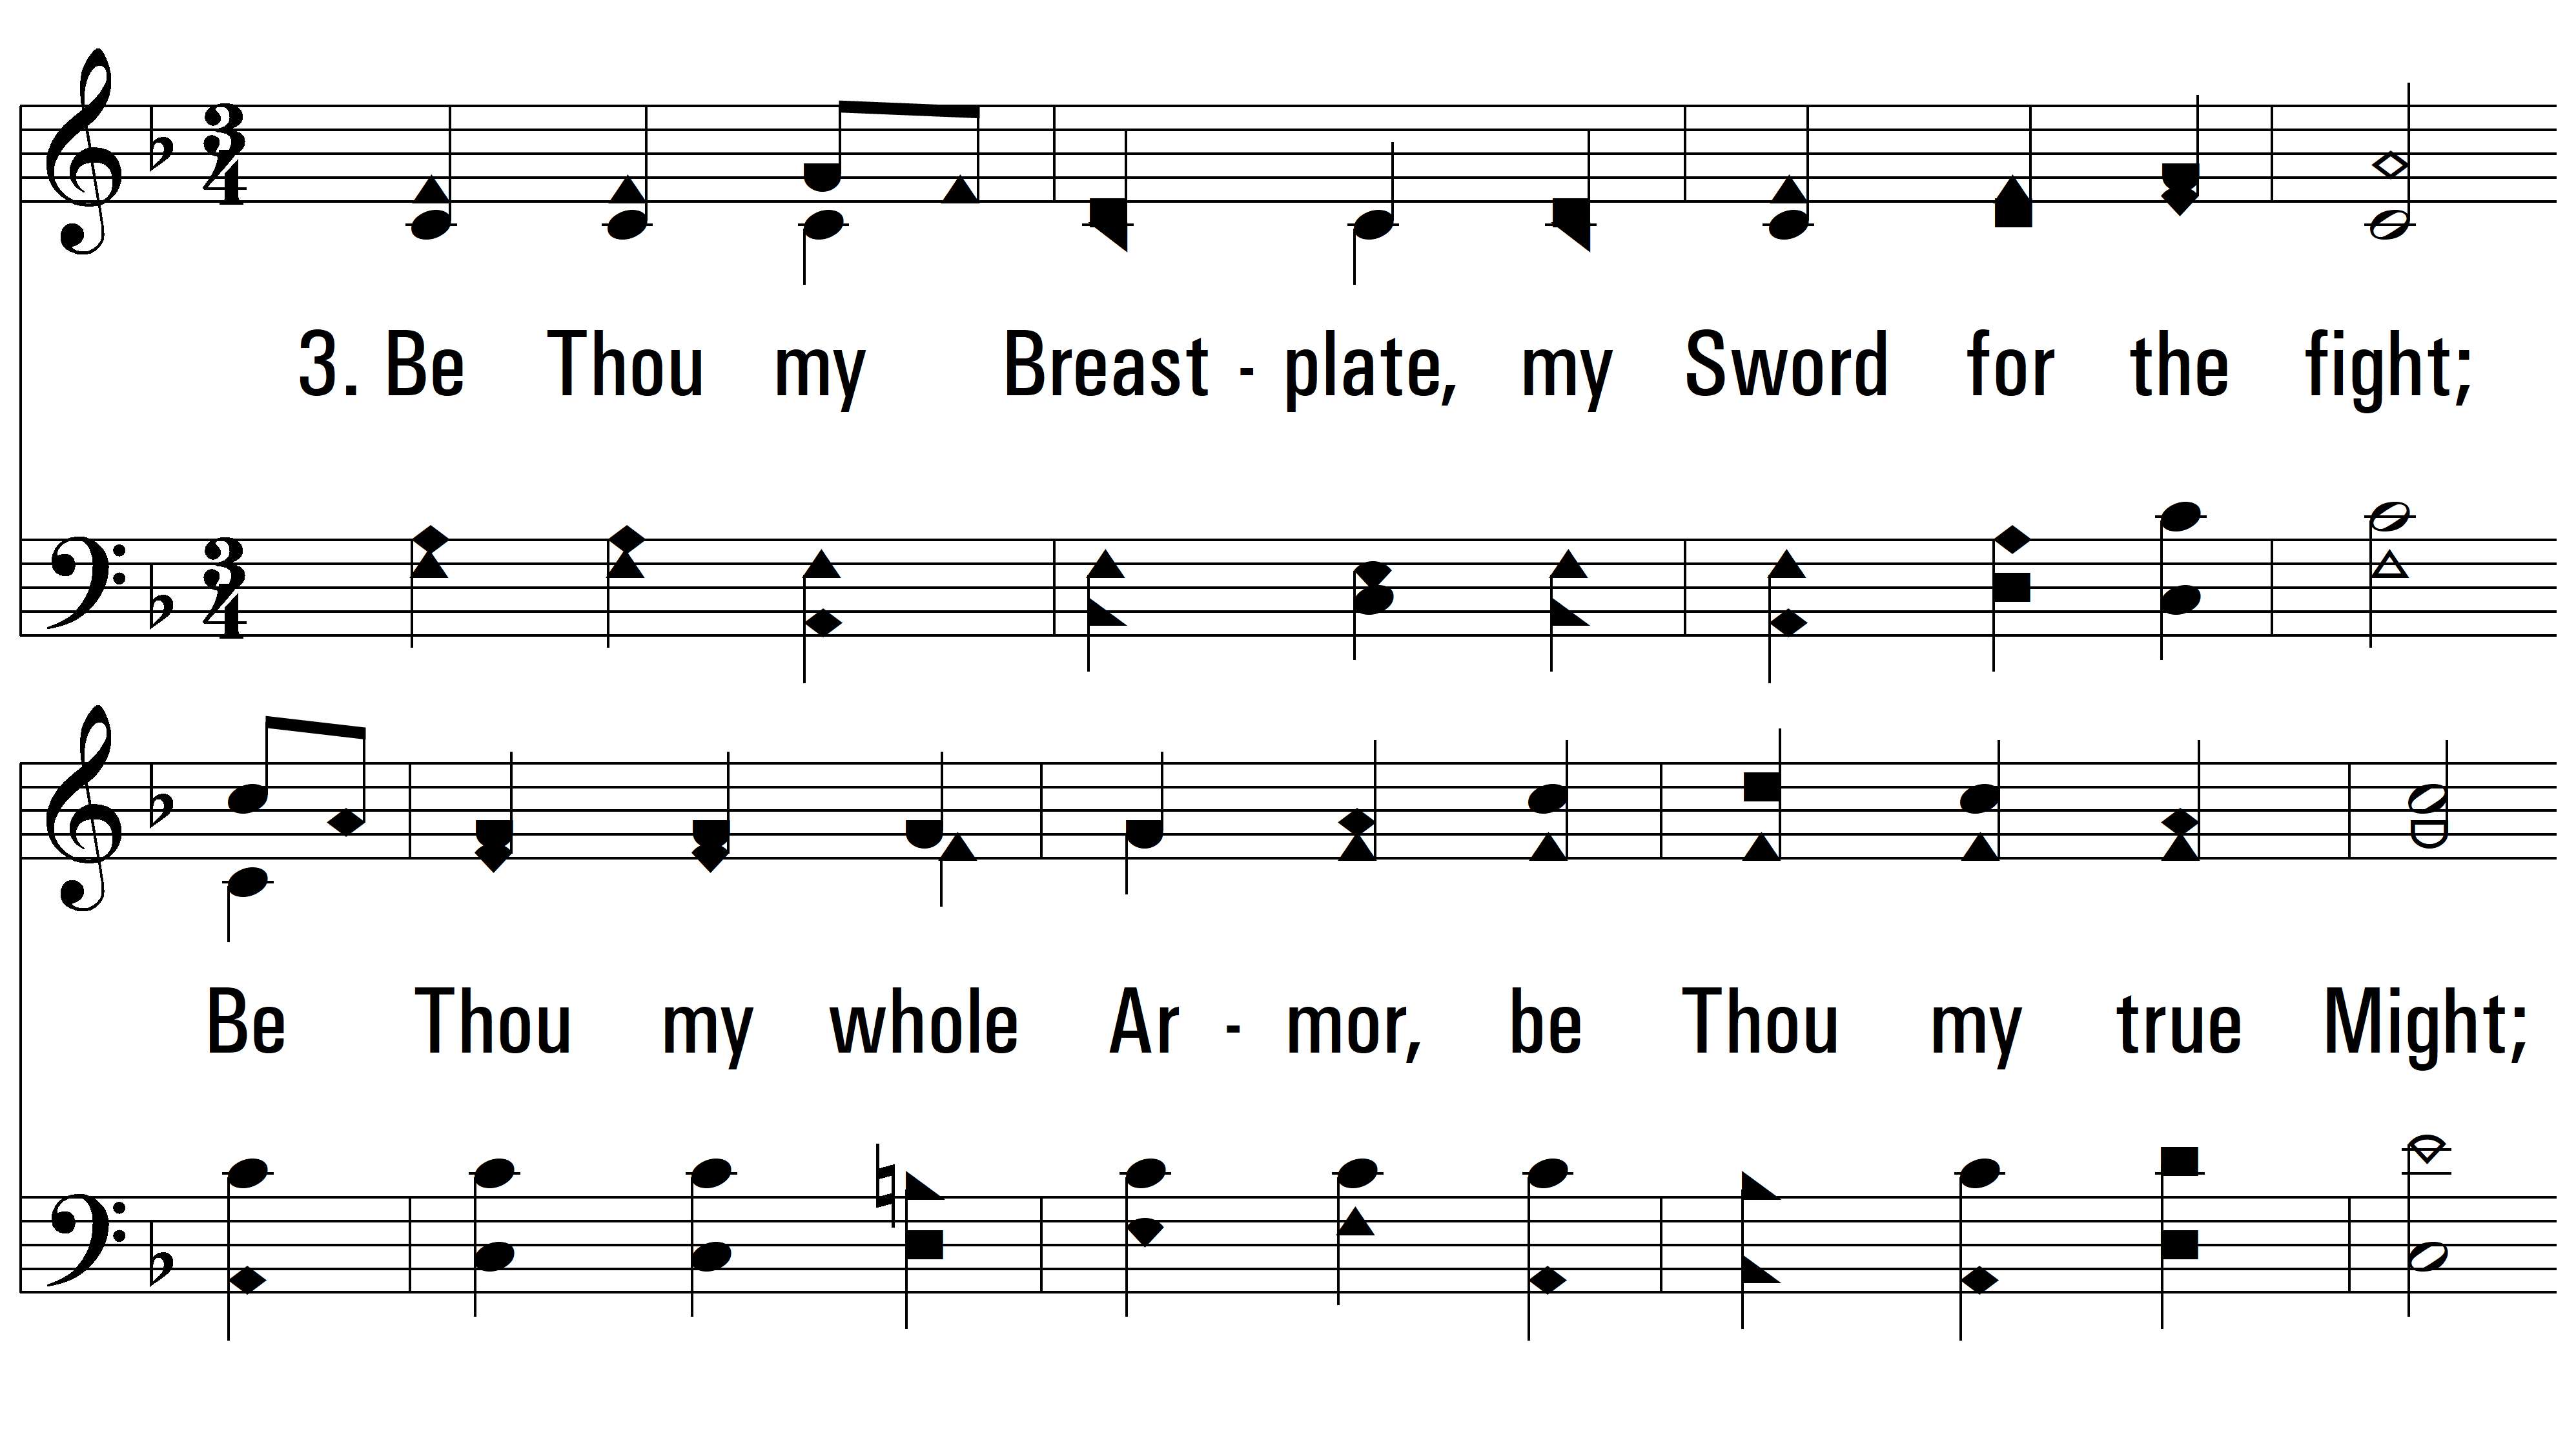 3. Be Thou my Breast - plate, my Sword for the fight;
Be Thou my whole Ar - mor, be Thou my true Might;